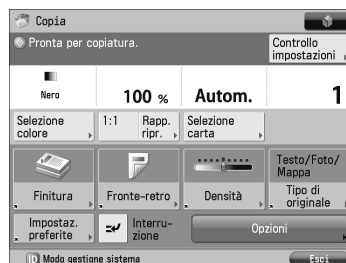 Copia
Pronta per copiatura.
Controllo
impostazioni
Nero
100 %
Autom.
1
Selezione
colore
1:1
Rapp.
ripr.
Selezione
carta
Testo/Foto/
Mappa
Finitura
Fronte-retro
Densità
Tipo di
originale
Impostaz.
preferite
Interru-
zione
Opzioni
ID Modo gestione sistema
Esci